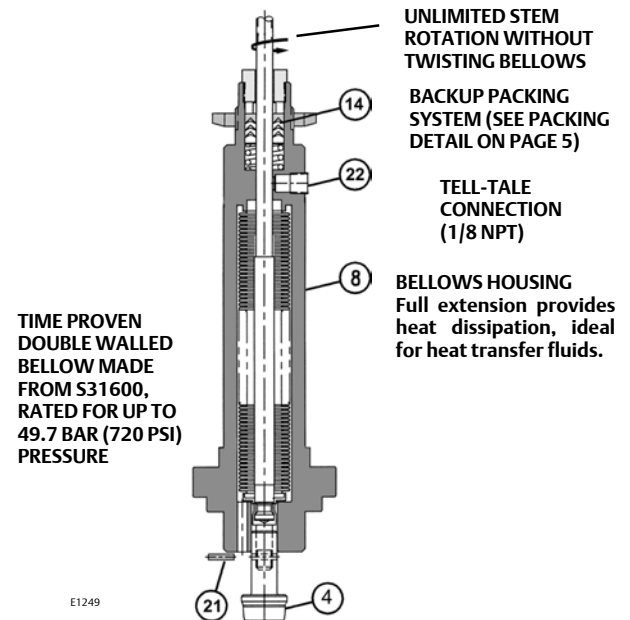 UNLIMITED STEM
ROTATION WITHOUT
TWISTING BELLOWS
14
BACKUP PACKING
SYSTEM (SEE PACKING
DETAIL ON PAGE 5)
22
TELL-TALE
CONNECTION
(1/8 NPT)
8
BELLOWS HOUSING
Full extension provides
heat dissipation, ideal
for heat transfer fluids.
TIME PROVEN
DOUBLE WALLED
BELLOW MADE
FROM S31600,
RATED FOR UP TO
49.7 BAR (720 PSI)
PRESSURE
E1249
21
4